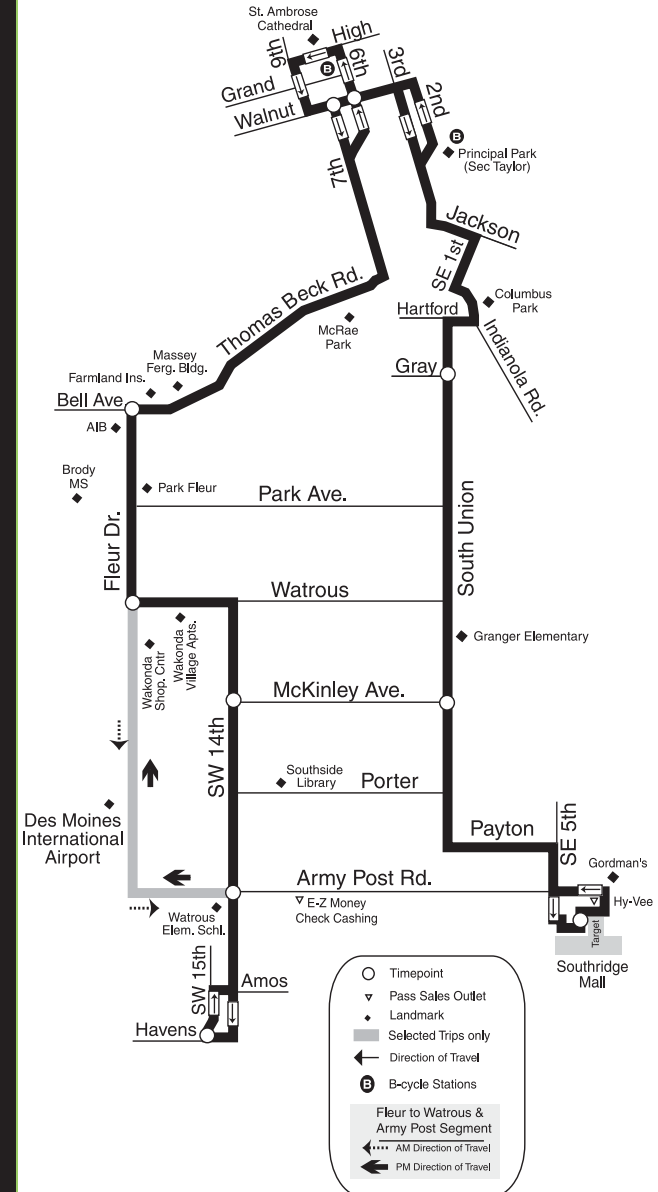 St. Ambrose
Cathedral
9th
High
6th
3rd
B
Grand
2nd
Walnut
B
Principal Park
(Sec Taylor)
7th
Jackson
SE 1st
Thomas Beck Rd.
Columbus
Park
Hartford
McRae
Park
Indianola Rd.
Massey
Ferg. Bldg.
Gray
Farmland Ins.
Bell Ave
AIB
Brody
MS
Park Fleur
Park Ave.
Fleur Dr.
South Union
Watrous
Wakonda
Shop. Cntr
Wakonda
Village Apts.
Granger Elementary
McKinley Ave.
SW 14th
Southside
Library
Porter
Des Moines
International
Airport
Payton
SE 5th
Gordman's
Army Post Rd.
E-Z Money
Check Cashing
Hy-Vee
Watrous
Elem. Schl.
Target
Southridge
Mall
SW 15th
Amos
Havens
Timepoint
Pass Sales Outlet
Landmark
Selected Trips only
Direction of Travel
B
B-cycle Stations
Fleur to Watrous &
Army Post Segment
AM Direction of Travel
PM Direction of Travel